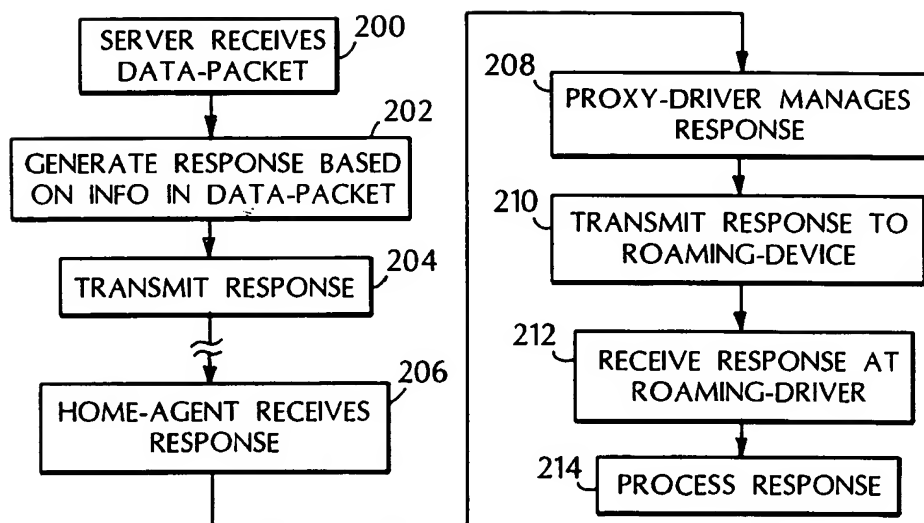 200
SERVER RECEIVES
DATA-PACKET
202
GENERATE RESPONSE BASED
ON INFO IN DATA-PACKET
204
TRANSMIT RESPONSE
206
HOME-AGENT RECEIVES
RESPONSE
208
PROXY-DRIVER MANAGES
RESPONSE
210
TRANSMIT RESPONSE TO
ROAMING-DEVICE
212
RECEIVE RESPONSE AT
ROAMING-DRIVER
214
PROCESS RESPONSE